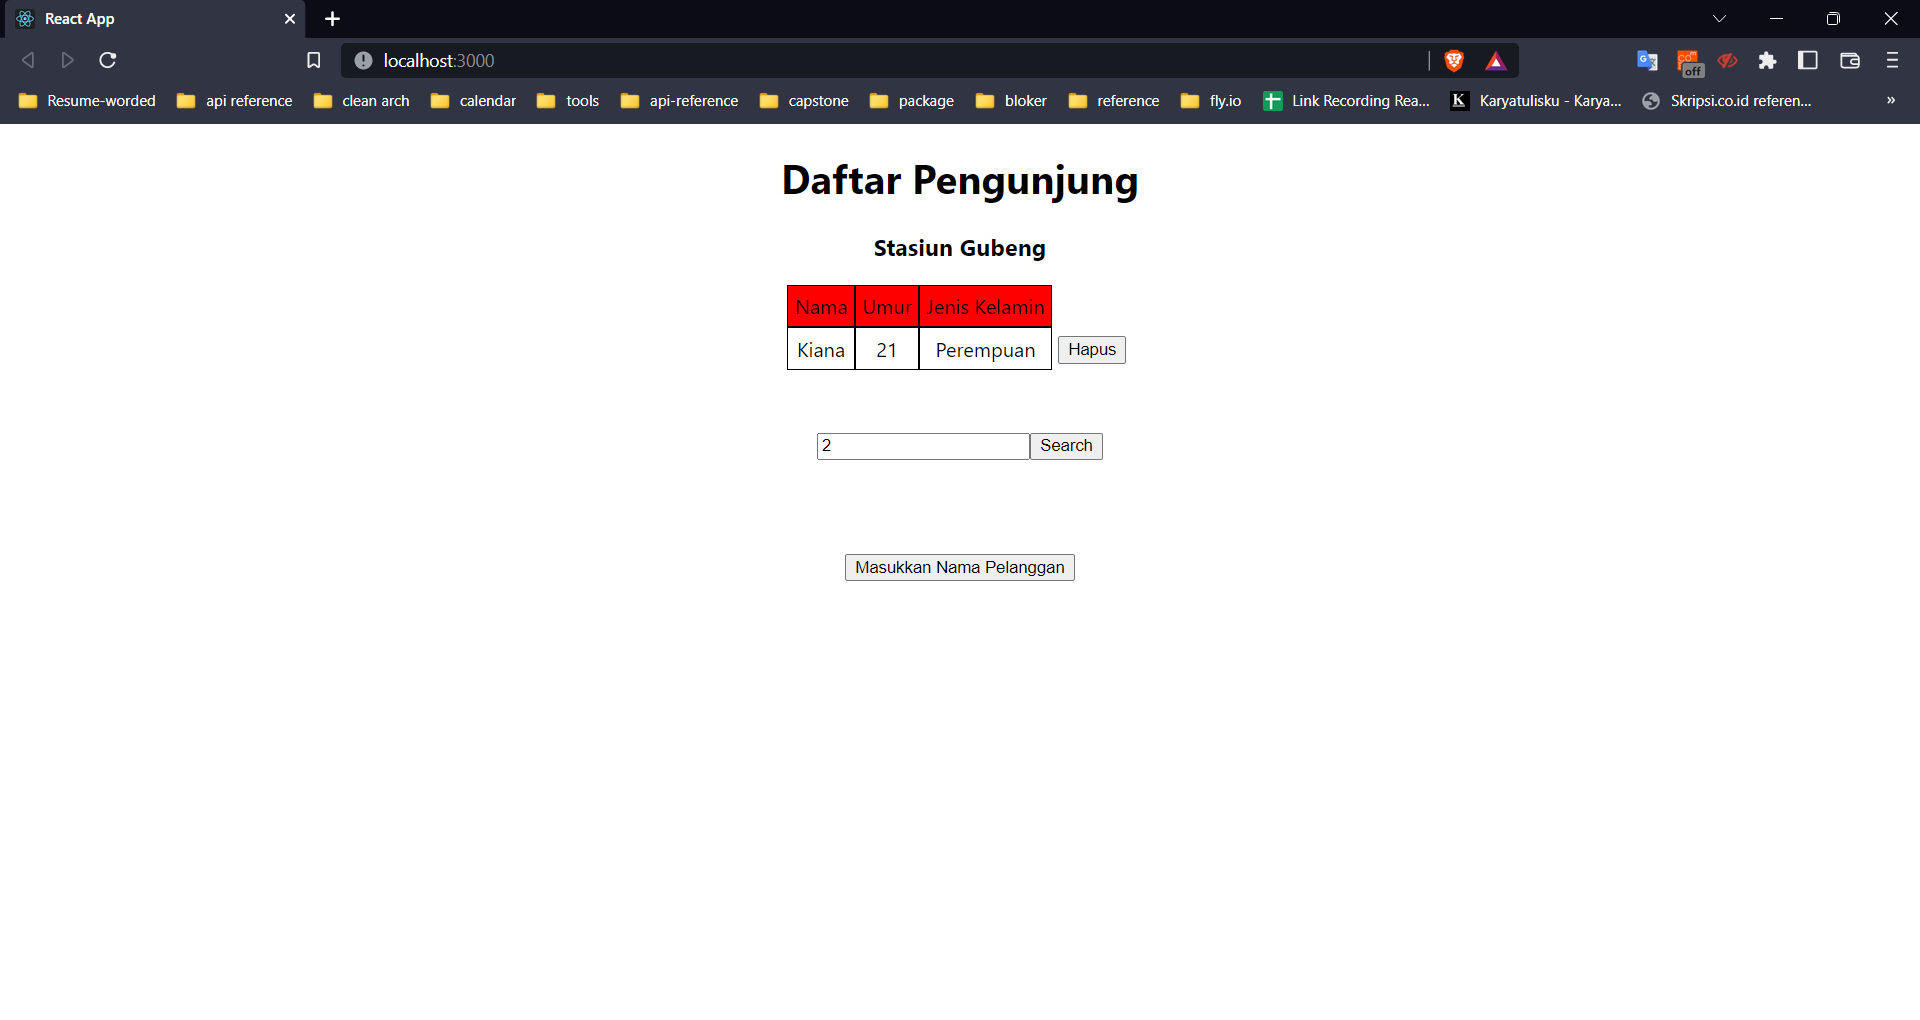 React App
localhost:3000
off
Resume-worded api reference clean arch calendar tools api-reference capstone package bloker reference fly.io Link Recording Rea... Karyatulisku - Karya... Skripsi.co.id referen... »
Daftar Pengunjung
Stasiun Gubeng
Nama Umur Jenis Kelamin
Kiana 21 Perempuan Hapus
2 Search
Masukkan Nama Pelanggan